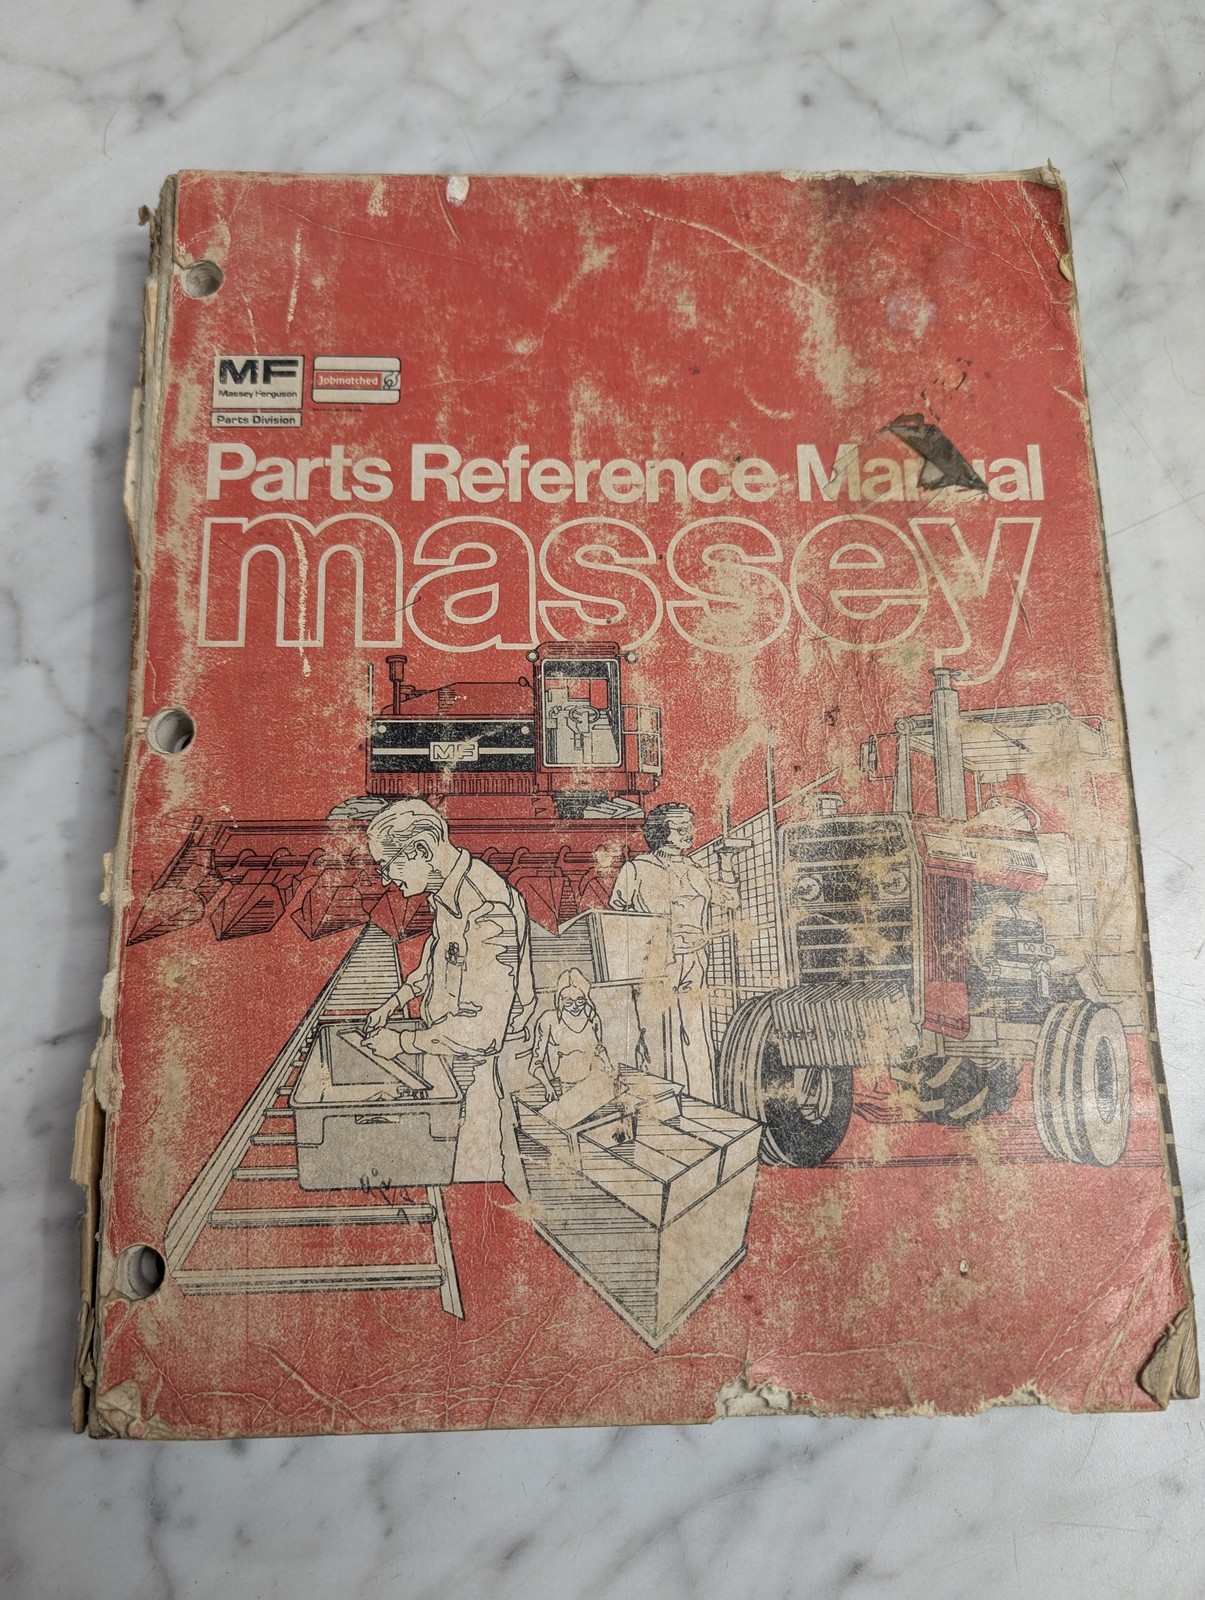 MF
Massey Ferguson
Parts Division
Jobmatched
Parts Reference Manual
massey
MF